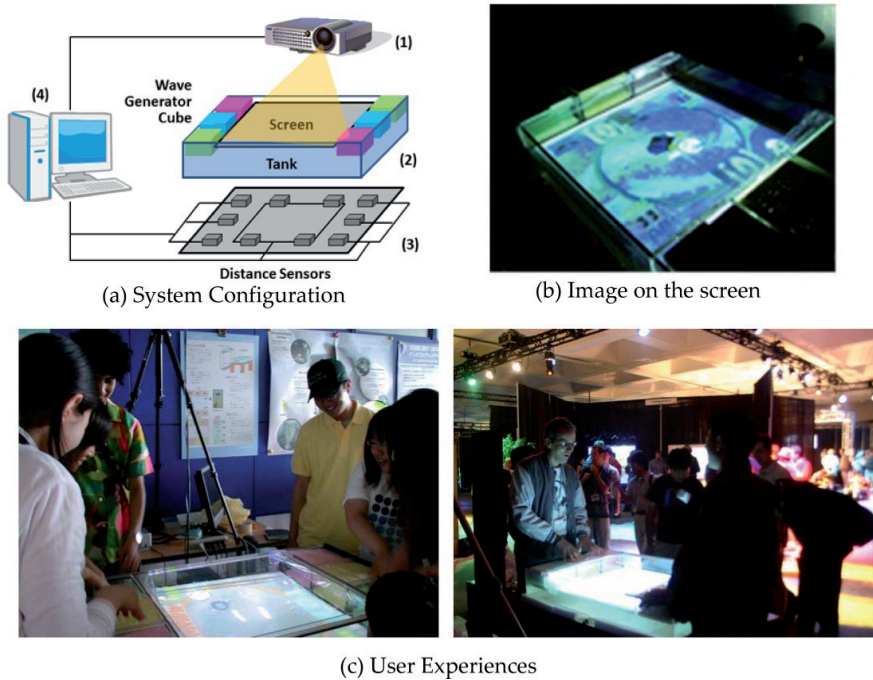 (1)
(4)
Wave
Generator
Cube
Screen
Tank
(2)
(3)
Distance Sensors
(a) System Configuration
(b) Image on the screen
(c) User Experiences